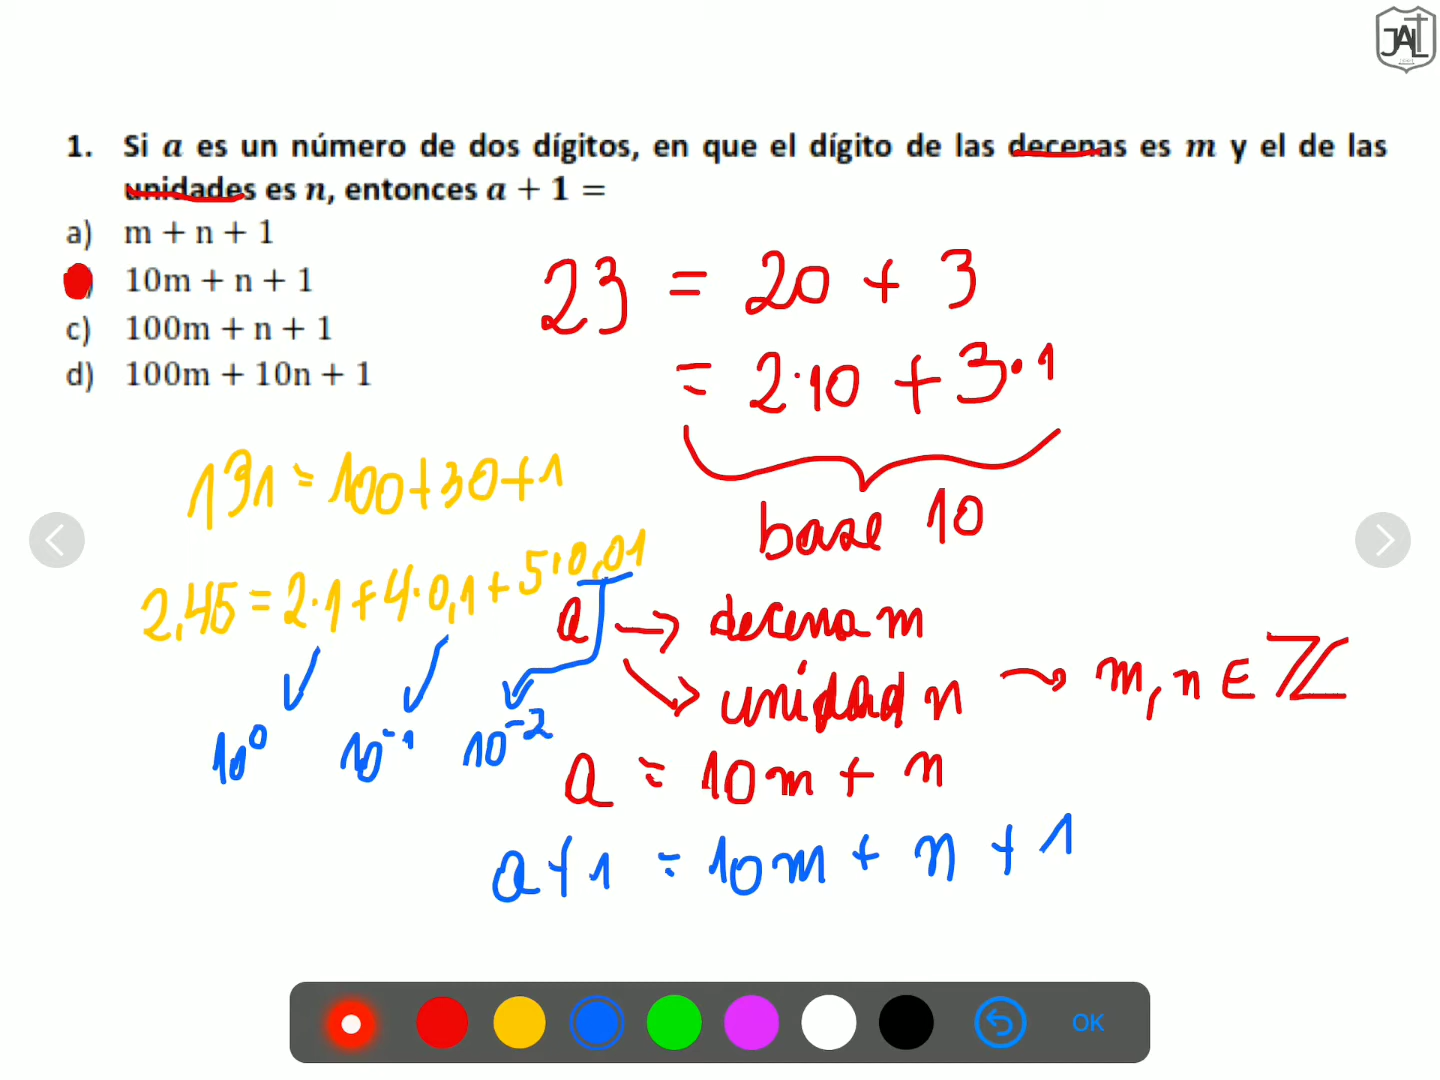 JALT
1. Si a es un número de dos dígitos, en que el dígito de las decenas es m y el de las
unidades es n, entonces a + 1 =
a) m + n + 1
10m + n + 1
c) 100m + n + 1
d) 100m + 10n + 1
23 = 20 + 3
= 2·10 + 3·1
base 10
131 = 100+30+1
2,45 = 2·1+4·0,1+5·0,01
10⁰ 10⁻¹ 10⁻²
a → decena m
→ unidad n → m, n ∈ ℤ
a = 10m + n
a+1 = 10m + n + 1
OK